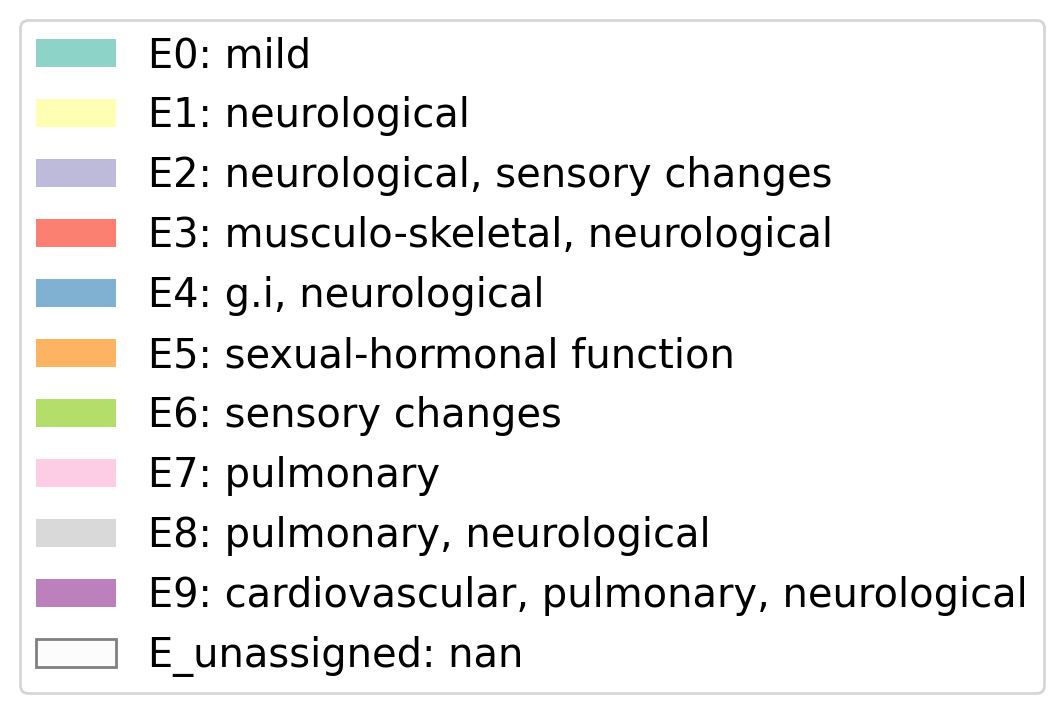 E0: mild
E1: neurological
E2: neurological, sensory changes
E3: musculo-skeletal, neurological
E4: g.i, neurological
E5: sexual-hormonal function
E6: sensory changes
E7: pulmonary
E8: pulmonary, neurological
E9: cardiovascular, pulmonary, neurological
E_unassigned: nan